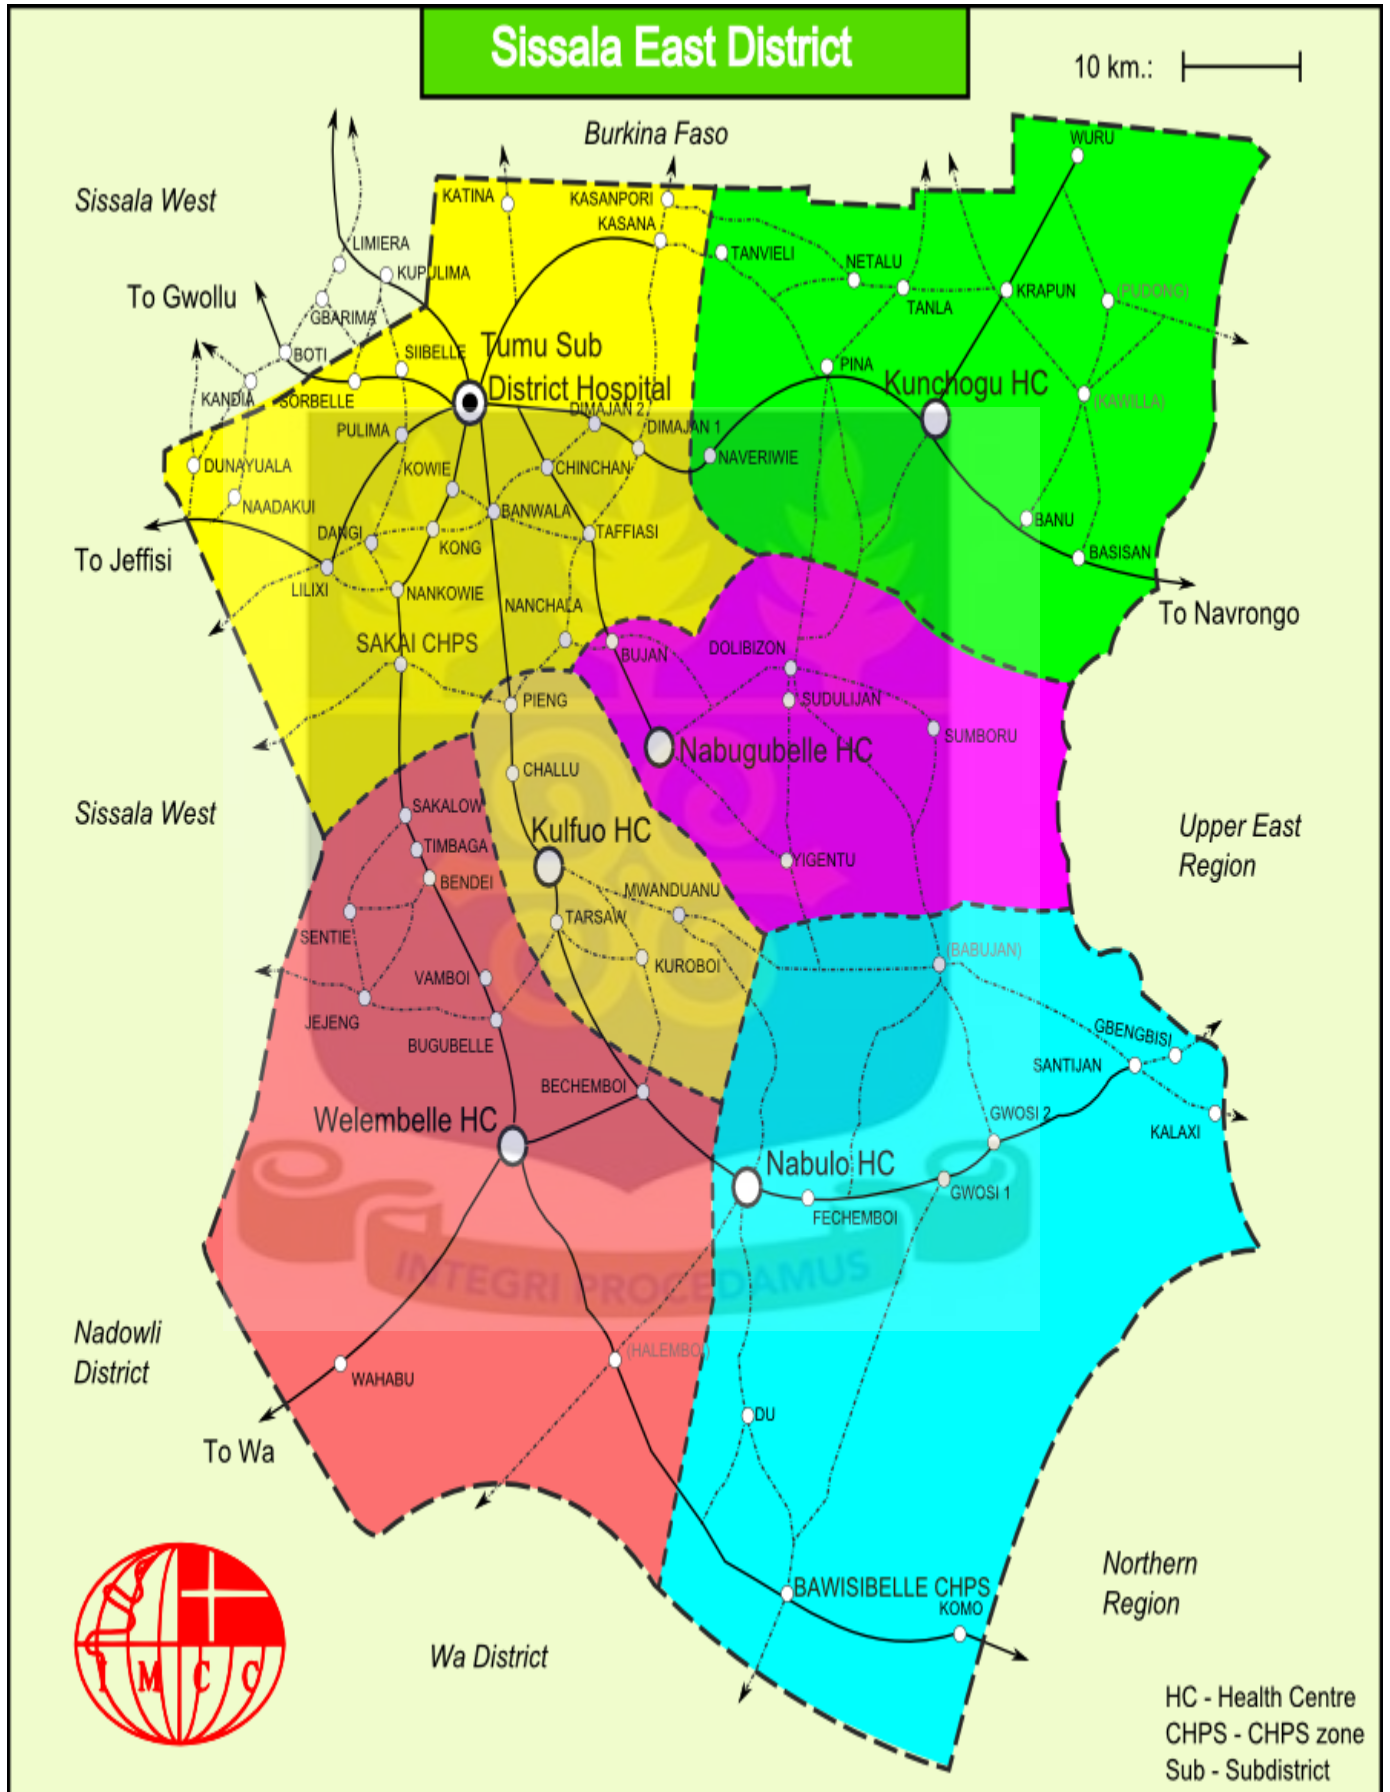 Sissala East District
10 km.:
Burkina Faso
WURU
Sissala West
KATINA
KASANPORI
KASANA
LIMIERA
TANVIELI
NETALU
KUPULIMA
To Gwollu
GBARIMA
TANLA
KRAPUN
(PUDONG)
BOTI
SIIBELLE
Tumu Sub
District Hospital
PINA
Kunchogu HC
KANDIA
SORBELLE
(KAWILLA)
DIMAJAN 2
DIMAJAN 1
PULIMA
NAVERIWIE
DUNAYUALA
KOWIE
CHINCHAN
NAADAKUI
BANWALA
BANU
DANGI
KONG
TAFFIASI
BASISAN
To Jeffisi
LILIXI
NANKOWIE
NANCHALA
To Navrongo
SAKAI CHPS
BUJAN
DOLIBIZON
PIENG
SUDULIJAN
SUMBORU
Nabugubelle HC
CHALLU
Sissala West
SAKALOW
Kulfuo HC
Upper East
Region
TIMBAGA
YIGENTU
BENDEI
MWANDUANU
SENTIE
TARSAW
(BABUJAN)
KUROBOI
VAMBOI
JEJENG
BUGUBELLE
GBENGBISI
SANTIJAN
BECHEMBOI
Welembelle HC
GWOSI 2
KALAXI
Nabulo HC
GWOSI 1
FECHEMBOI
INTEGRI PROCEDAMUS
Nadowli
District
(HALEMBOI)
WAHABU
DU
To Wa
Northern
Region
BAWISIBELLE CHPS
KOMO
Wa District
I M C C
HC - Health Centre
CHPS - CHPS zone
Sub - Subdistrict